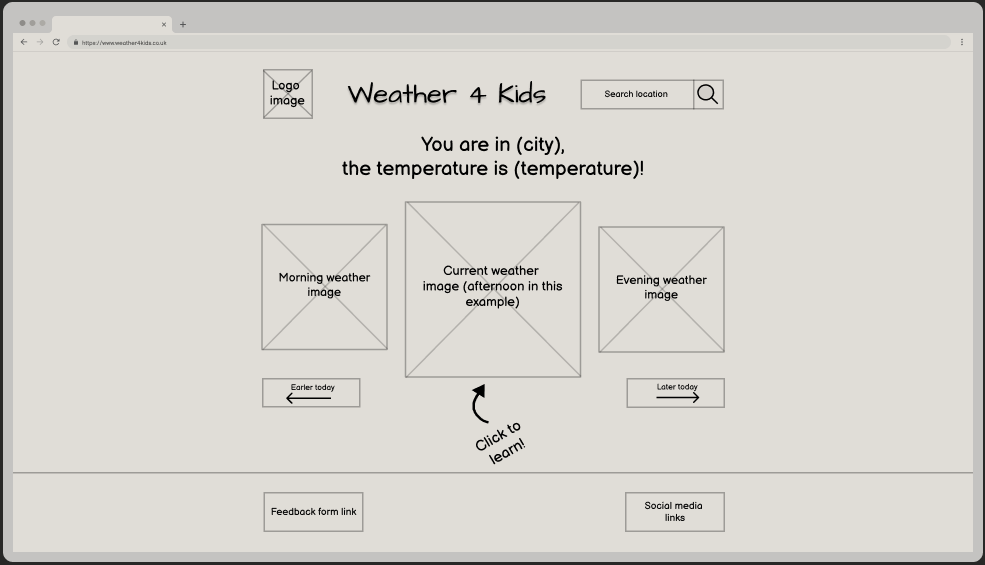 https://www.weather4kids.co.uk
Logo
image
Weather 4 Kids
Search location
You are in (city),
the temperature is (temperature)!
Morning weather
image
Current weather
image (afternoon in this
example)
Evening weather
image
Earler today
Later today
Click to
learn!
Feedback form link
Social media
links